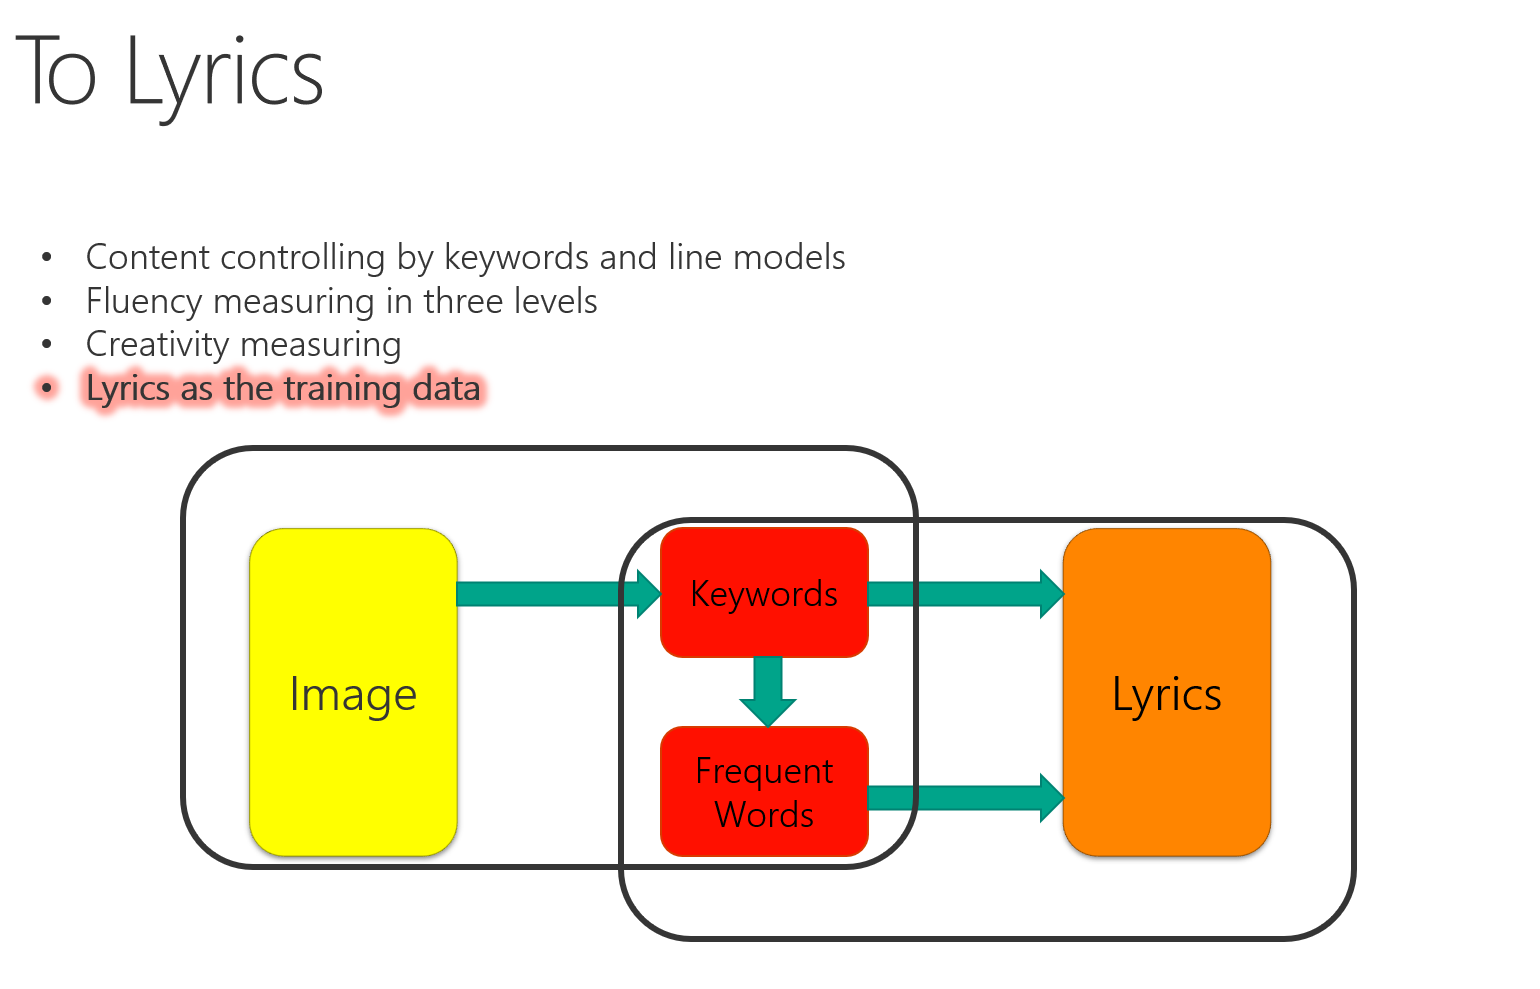 To Lyrics
• Content controlling by keywords and line models
• Fluency measuring in three levels
• Creativity measuring
• Lyrics as the training data
Image
Keywords
Frequent
Words
Lyrics